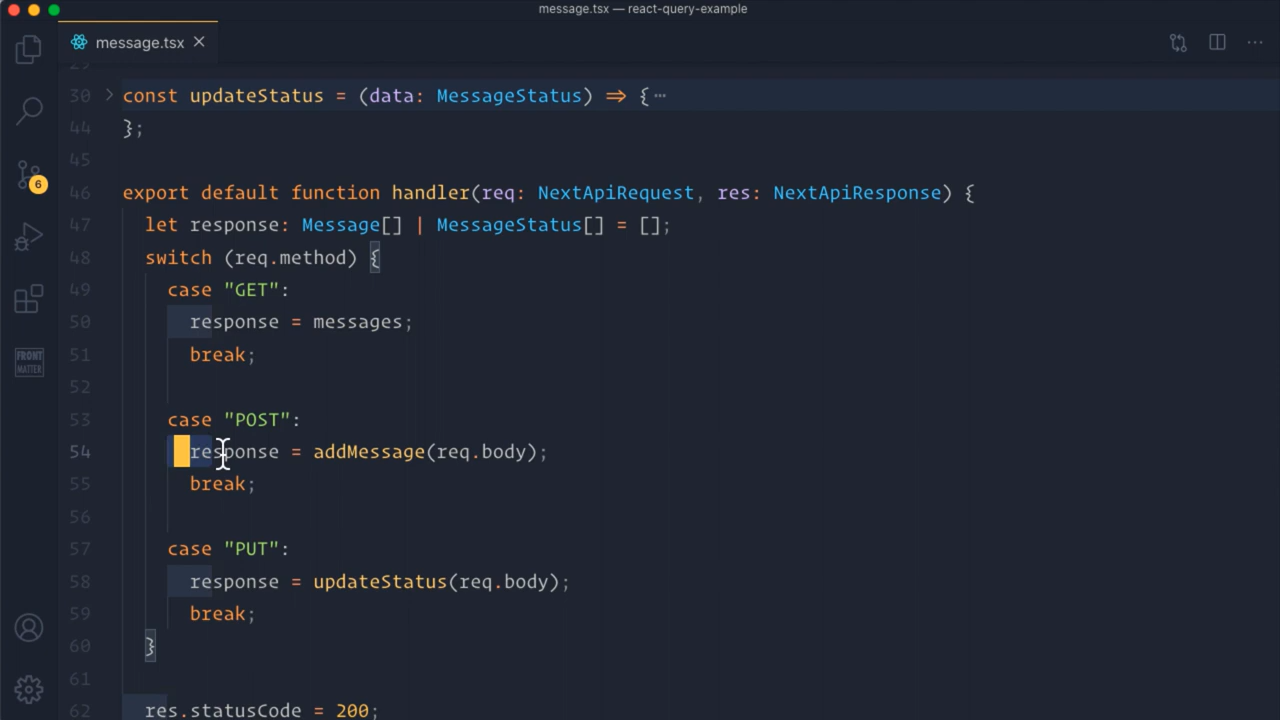 message.tsx — react-query-example
message.tsx
29
30 const updateStatus = (data: MessageStatus) ⇒ {⋯
44 };
45
46 export default function handler(req: NextApiRequest, res: NextApiResponse) {
47 let response: Message[] | MessageStatus[] = [];
48 switch (req.method) {
49 case "GET":
50 response = messages;
51 break;
52
53 case "POST":
54 response = addMessage(req.body);
55 break;
56
57 case "PUT":
58 response = updateStatus(req.body);
59 break;
60 }
61
62 res.statusCode = 200;
6
FRONT
MATTER